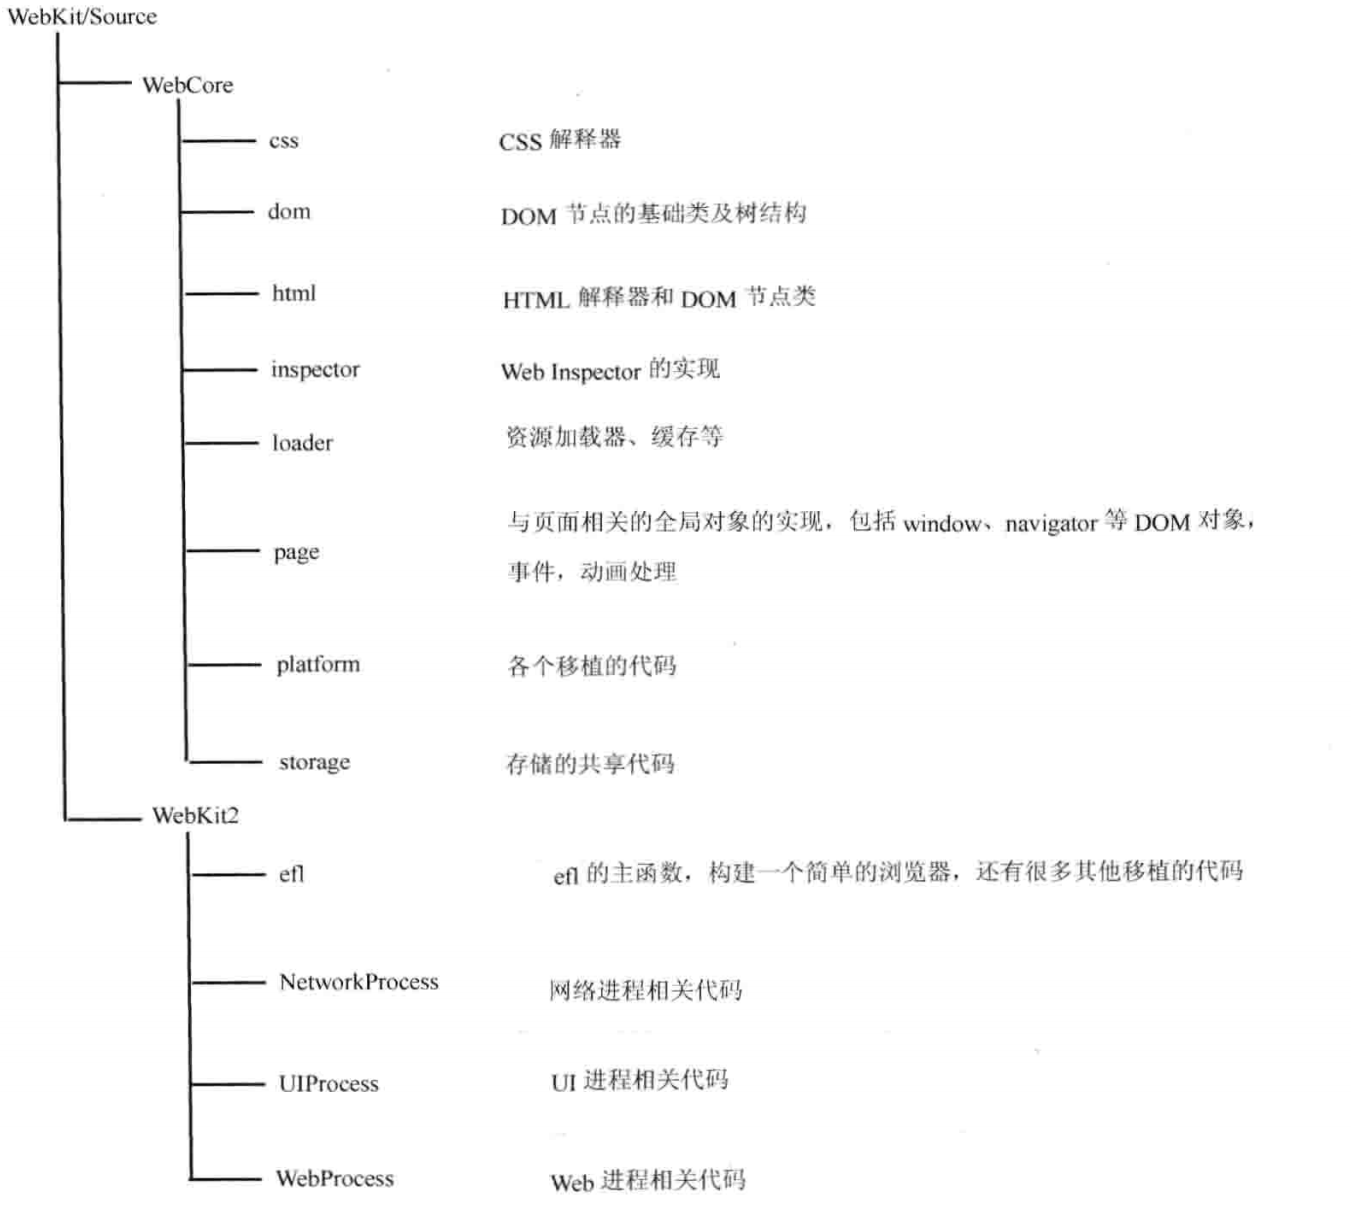 WebKit/Source
WebCore
css CSS 解释器
dom DOM 节点的基础类及树结构
html HTML 解释器和 DOM 节点类
inspector Web Inspector 的实现
loader 资源加载器、缓存等
page 与页面相关的全局对象的实现，包括 window、navigator 等 DOM 对象，
事件，动画处理
platform 各个移植的代码
storage 存储的共享代码
WebKit2
efl efl 的主函数，构建一个简单的浏览器，还有很多其他移植的代码
NetworkProcess 网络进程相关代码
UIProcess UI 进程相关代码
WebProcess Web 进程相关代码